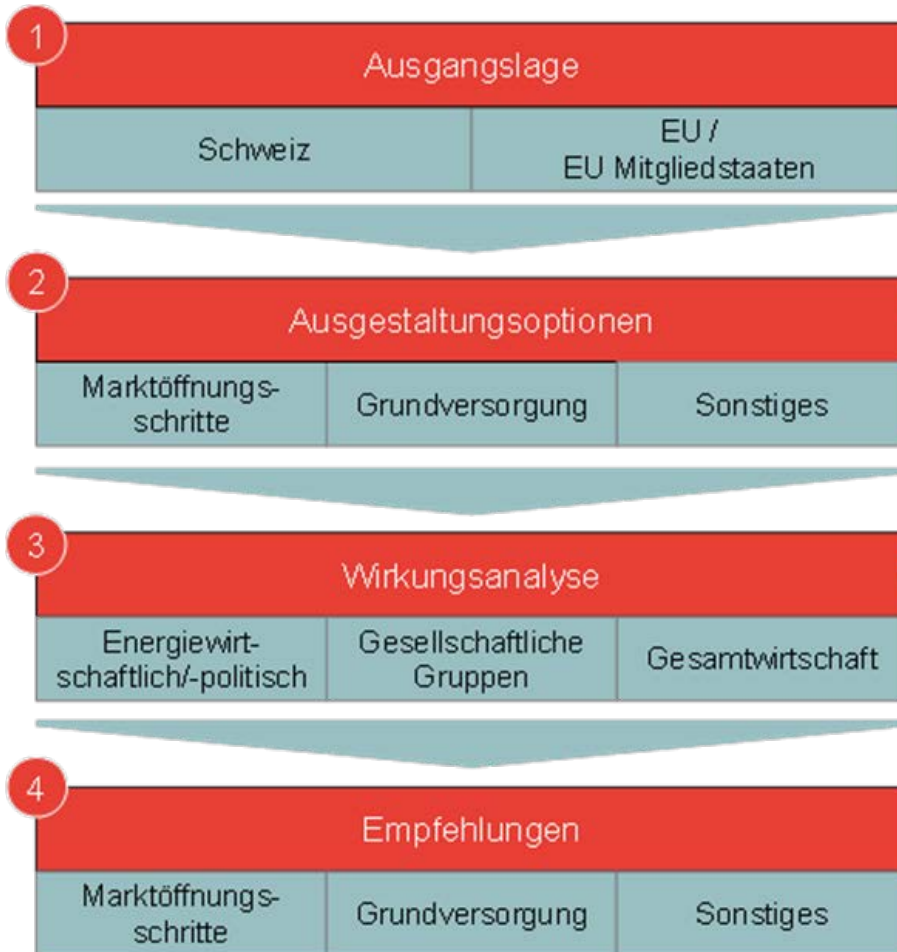 1
Ausgangslage
Schweiz
EU /
EU Mitgliedstaaten
2
Ausgestaltungsoptionen
Marktöffnungs-
schritte
Grundversorgung
Sonstiges
3
Wirkungsanalyse
Energiewirt-
schaftlich/-politisch
Gesellschaftliche
Gruppen
Gesamtwirtschaft
4
Empfehlungen
Marktöffnungs-
schritte
Grundversorgung
Sonstiges